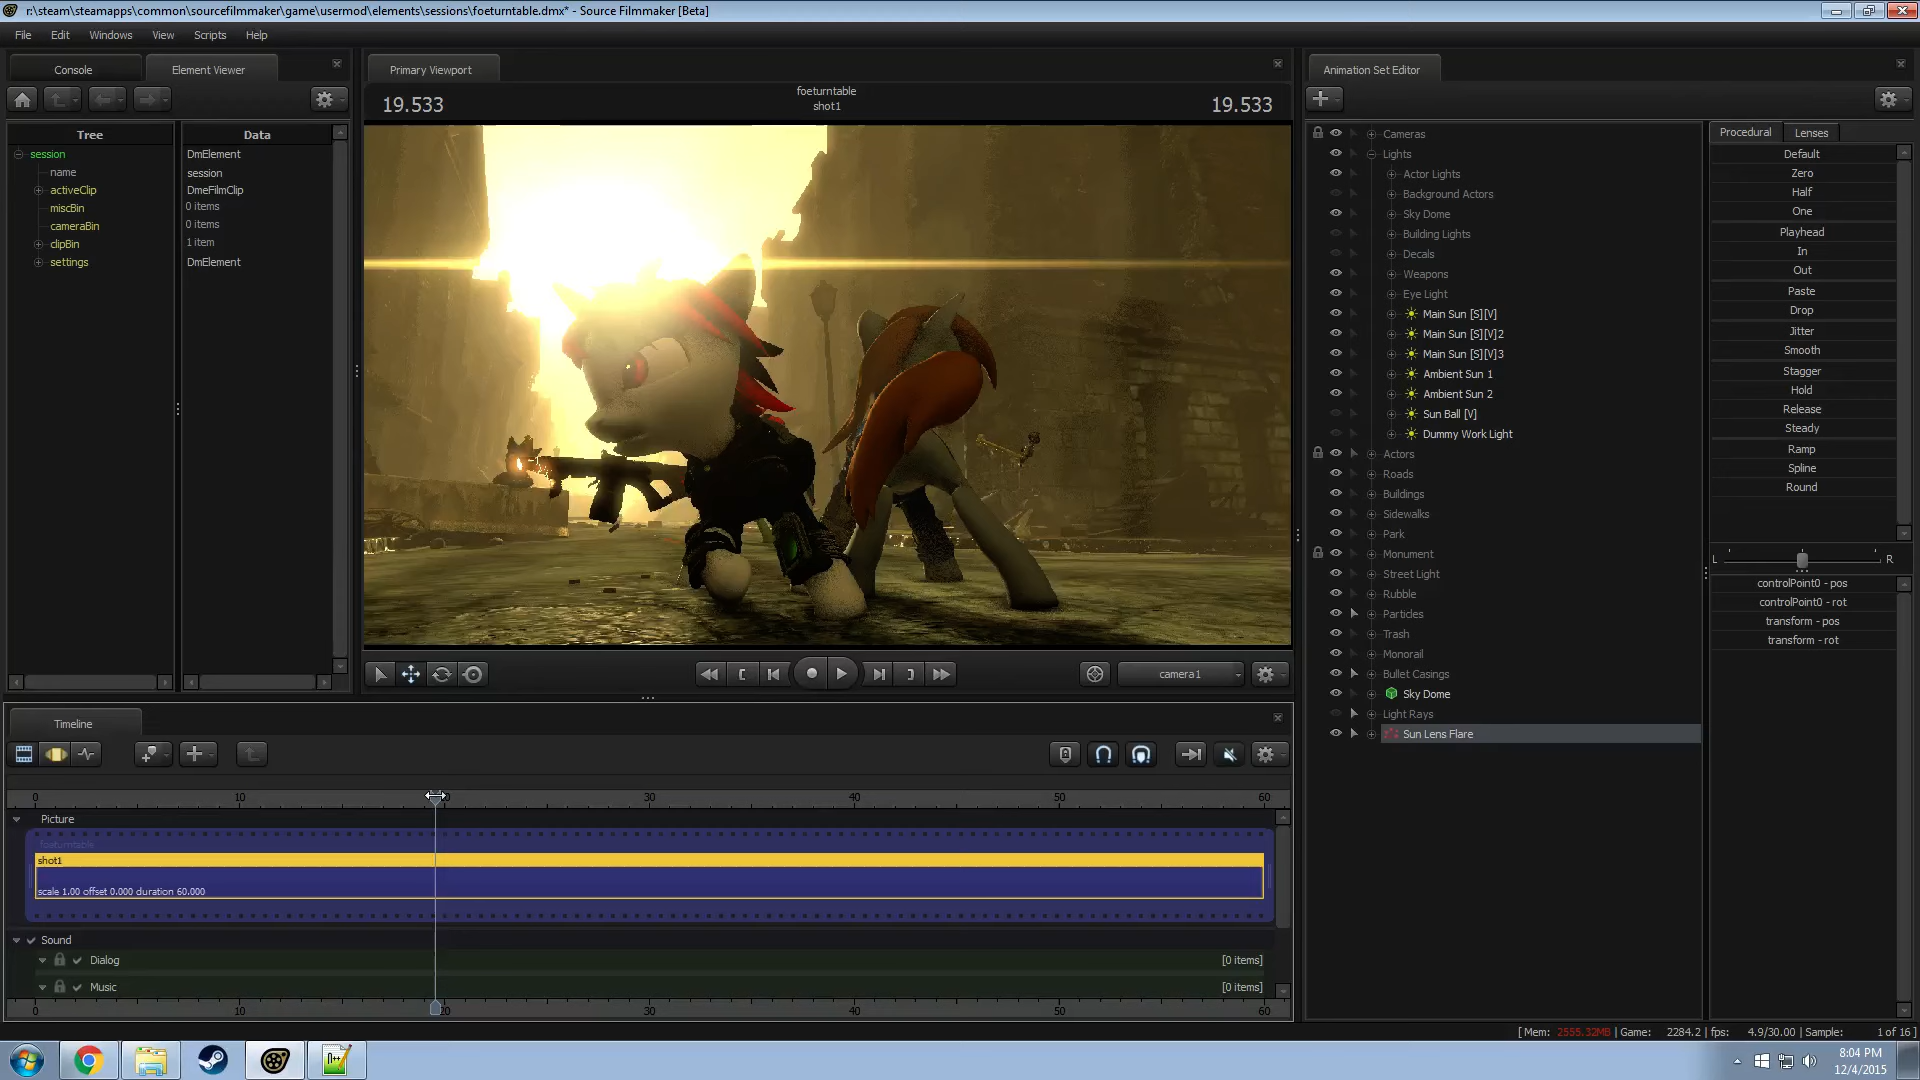 r:\steam\steamapps\common\sourcefilmmaker\game\usermod\elements\sessions\foeturntable.dmx* - Source Filmmaker [Beta]
File Edit Windows View Scripts Help
Console Element Viewer
Tree Data
session DmElement
name session
activeClip DmeFilmClip
miscBin 0 items
cameraBin 0 items
clipBin 1 item
settings DmElement
Primary Viewport
19.533 foeturntable 19.533
shot1
camera1
Timeline
0 10 20 30 40 50 60
Picture
foeturntable
shot1
scale 1.00 offset 0.000 duration 60.000
Sound
Dialog [0 items]
Music [0 items]
0 10 20 30 40 50 60
Animation Set Editor
Cameras
Lights
Actor Lights
Background Actors
Sky Dome
Building Lights
Decals
Weapons
Eye Light
Main Sun [S][V]
Main Sun [S][V]2
Main Sun [S][V]3
Ambient Sun 1
Ambient Sun 2
Sun Ball [V]
Dummy Work Light
Actors
Roads
Buildings
Sidewalks
Park
Monument
Street Light
Rubble
Particles
Trash
Monorail
Bullet Casings
Sky Dome
Light Rays
Sun Lens Flare
Procedural Lenses
Default
Zero
Half
One
Playhead
In
Out
Paste
Drop
Jitter
Smooth
Stagger
Hold
Release
Steady
Ramp
Spline
Round
L R
controlPoint0 - pos
controlPoint0 - rot
transform - pos
transform - rot
[ Mem: 2555.32MB | Game: 2284.2 | fps: 4.9/30.00 | Sample: 1 of 16 ]
8:04 PM
12/4/2015